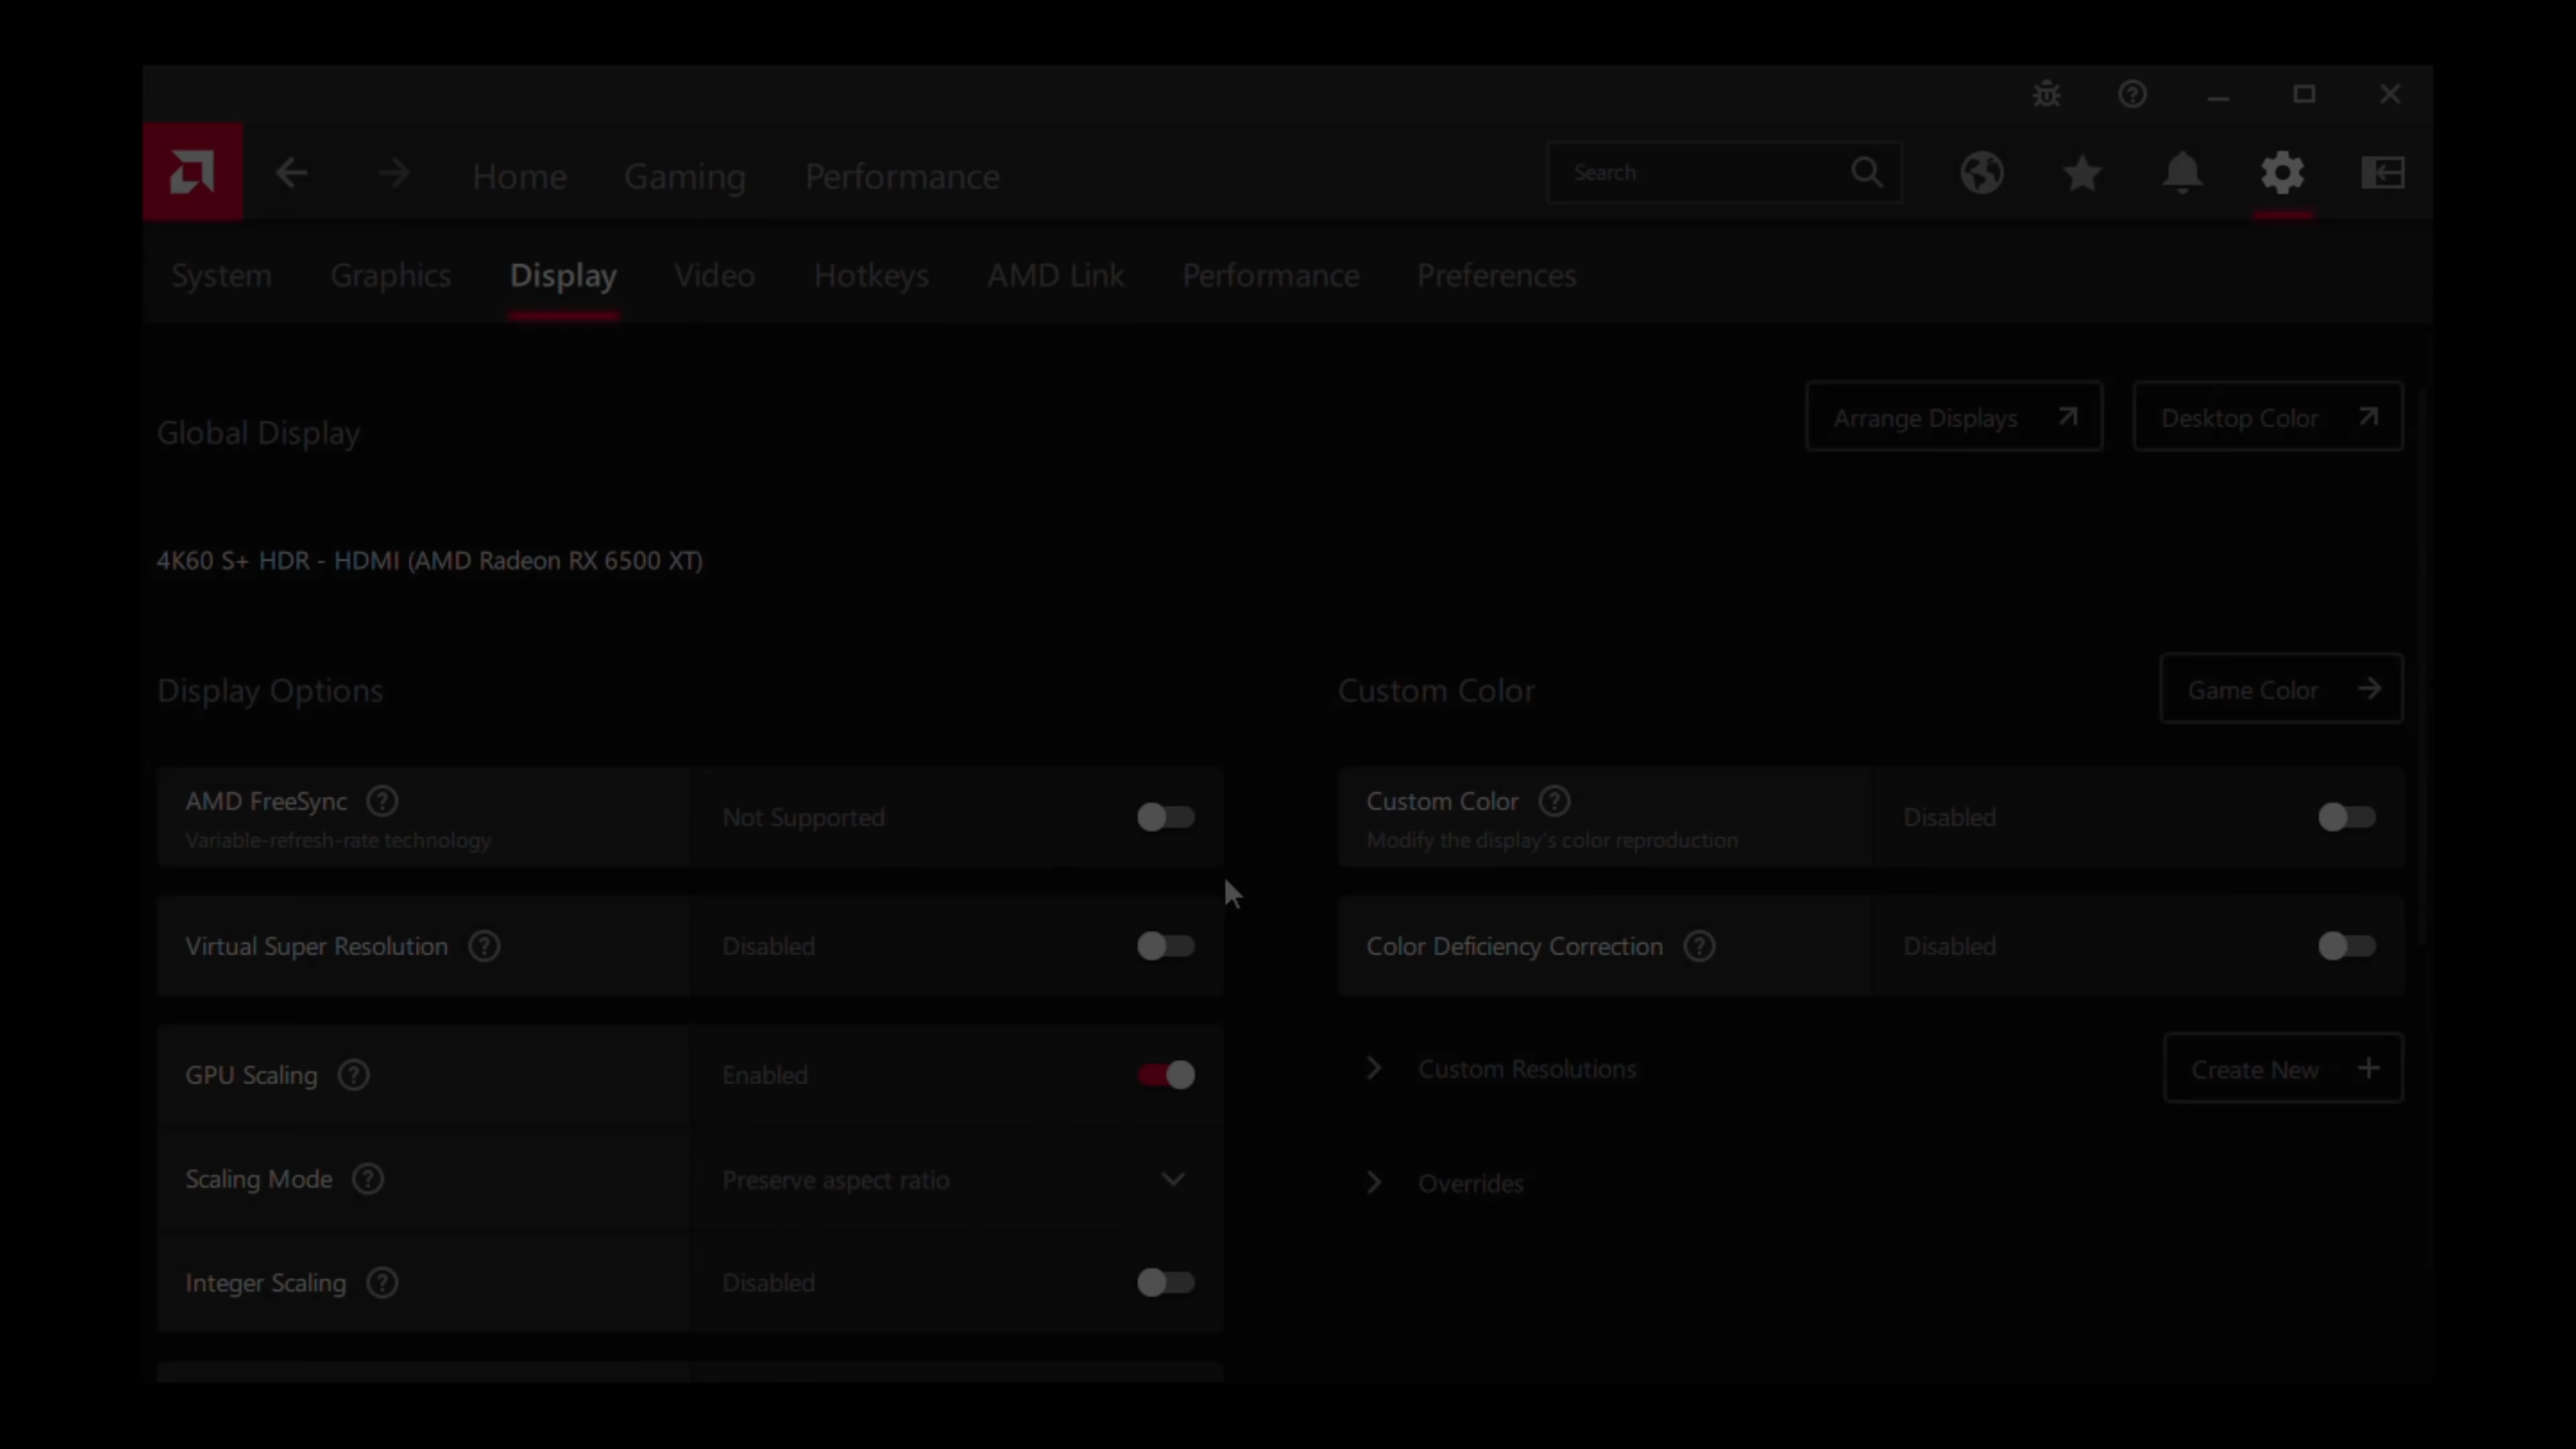 Home Gaming Performance Search
System Graphics Display Video Hotkeys AMD Link Performance Preferences
Global Display
Arrange Displays
Desktop Color
4K60 S+ HDR - HDMI (AMD Radeon RX 6500 XT)
Display Options
AMD FreeSync
Variable-refresh-rate technology
Not Supported
Virtual Super Resolution
Disabled
GPU Scaling
Enabled
Scaling Mode
Preserve aspect ratio
Integer Scaling
Disabled
Custom Color
Game Color
Custom Color
Modify the display's color reproduction
Disabled
Color Deficiency Correction
Disabled
Custom Resolutions
Create New
Overrides